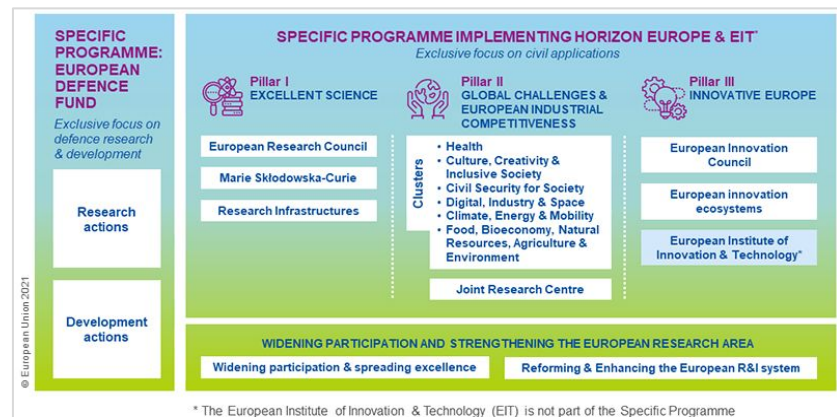 SPECIFIC
PROGRAMME:
EUROPEAN
DEFENCE
FUND
Exclusive focus on
defence research
& development
Research
actions
Development
actions
© European Union 2021
SPECIFIC PROGRAMME IMPLEMENTING HORIZON EUROPE & EIT*
Exclusive focus on civil applications
Pillar I
EXCELLENT SCIENCE
European Research Council
Marie Skłodowska-Curie
Research Infrastructures
Pillar II
GLOBAL CHALLENGES &
EUROPEAN INDUSTRIAL
COMPETITIVENESS
Clusters
• Health
• Culture, Creativity &
Inclusive Society
• Civil Security for Society
• Digital, Industry & Space
• Climate, Energy & Mobility
• Food, Bioeconomy, Natural
Resources, Agriculture &
Environment
Joint Research Centre
Pillar III
INNOVATIVE EUROPE
European Innovation
Council
European innovation
ecosystems
European Institute of
Innovation & Technology*
WIDENING PARTICIPATION AND STRENGTHENING THE EUROPEAN RESEARCH AREA
Widening participation & spreading excellence
Reforming & Enhancing the European R&I system
* The European Institute of Innovation & Technology (EIT) is not part of the Specific Programme